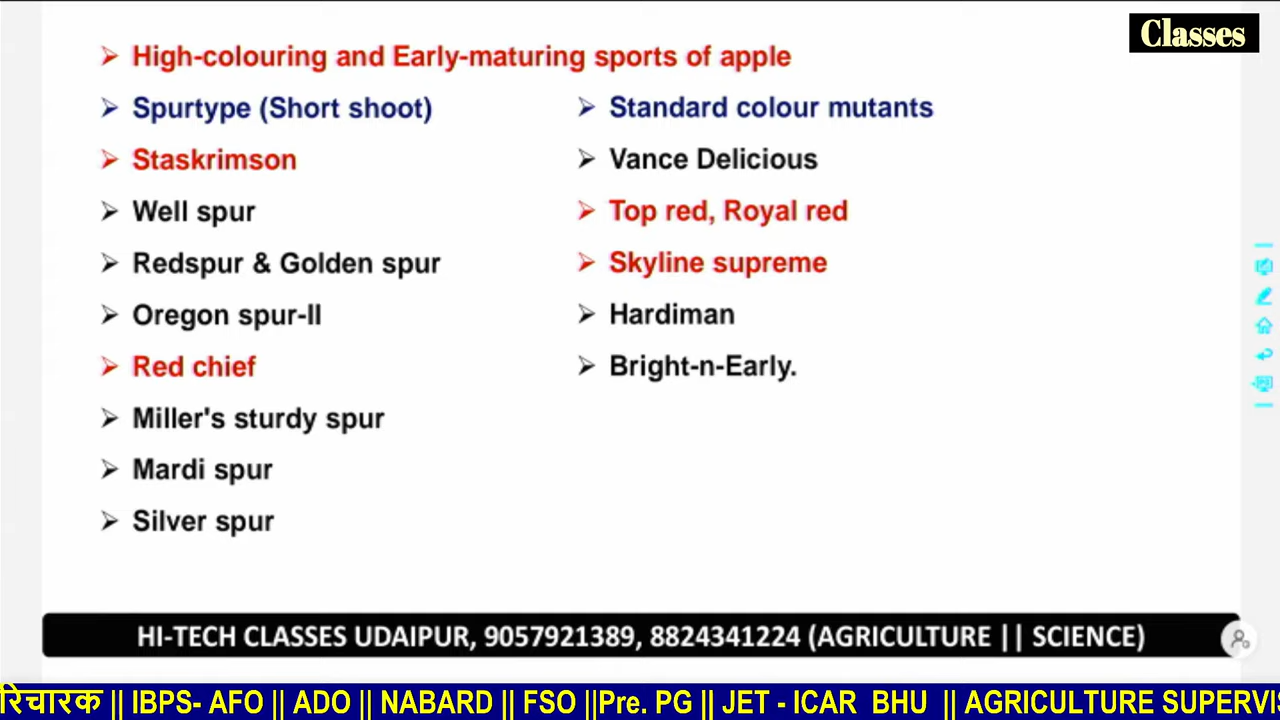 Classes
➢ High-colouring and Early-maturing sports of apple
➢ Spurtype (Short shoot)
➢ Staskrimson
➢ Well spur
➢ Redspur & Golden spur
➢ Oregon spur-II
➢ Red chief
➢ Miller's sturdy spur
➢ Mardi spur
➢ Silver spur
➢ Standard colour mutants
➢ Vance Delicious
➢ Top red, Royal red
➢ Skyline supreme
➢ Hardiman
➢ Bright-n-Early.
HI-TECH CLASSES UDAIPUR, 9057921389, 8824341224 (AGRICULTURE || SCIENCE)
रिचारक || IBPS- AFO || ADO || NABARD || FSO ||Pre. PG || JET - ICAR BHU || AGRICULTURE SUPERVIS